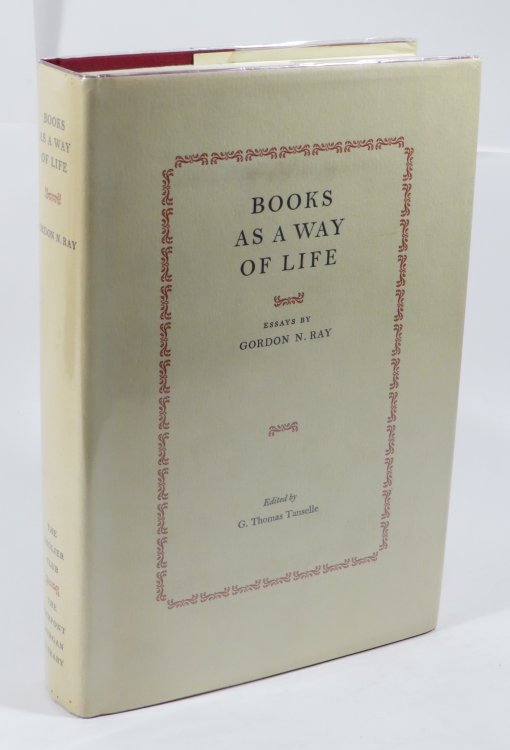 BOOKS
AS A WAY
OF LIFE
ESSAYS BY
GORDON N. RAY
Edited by
G. Thomas Tanselle
BOOKS
AS A WAY
OF LIFE
GORDON N. RAY
THE
GROLIER
CLUB
THE
PIERPONT
MORGAN
LIBRARY